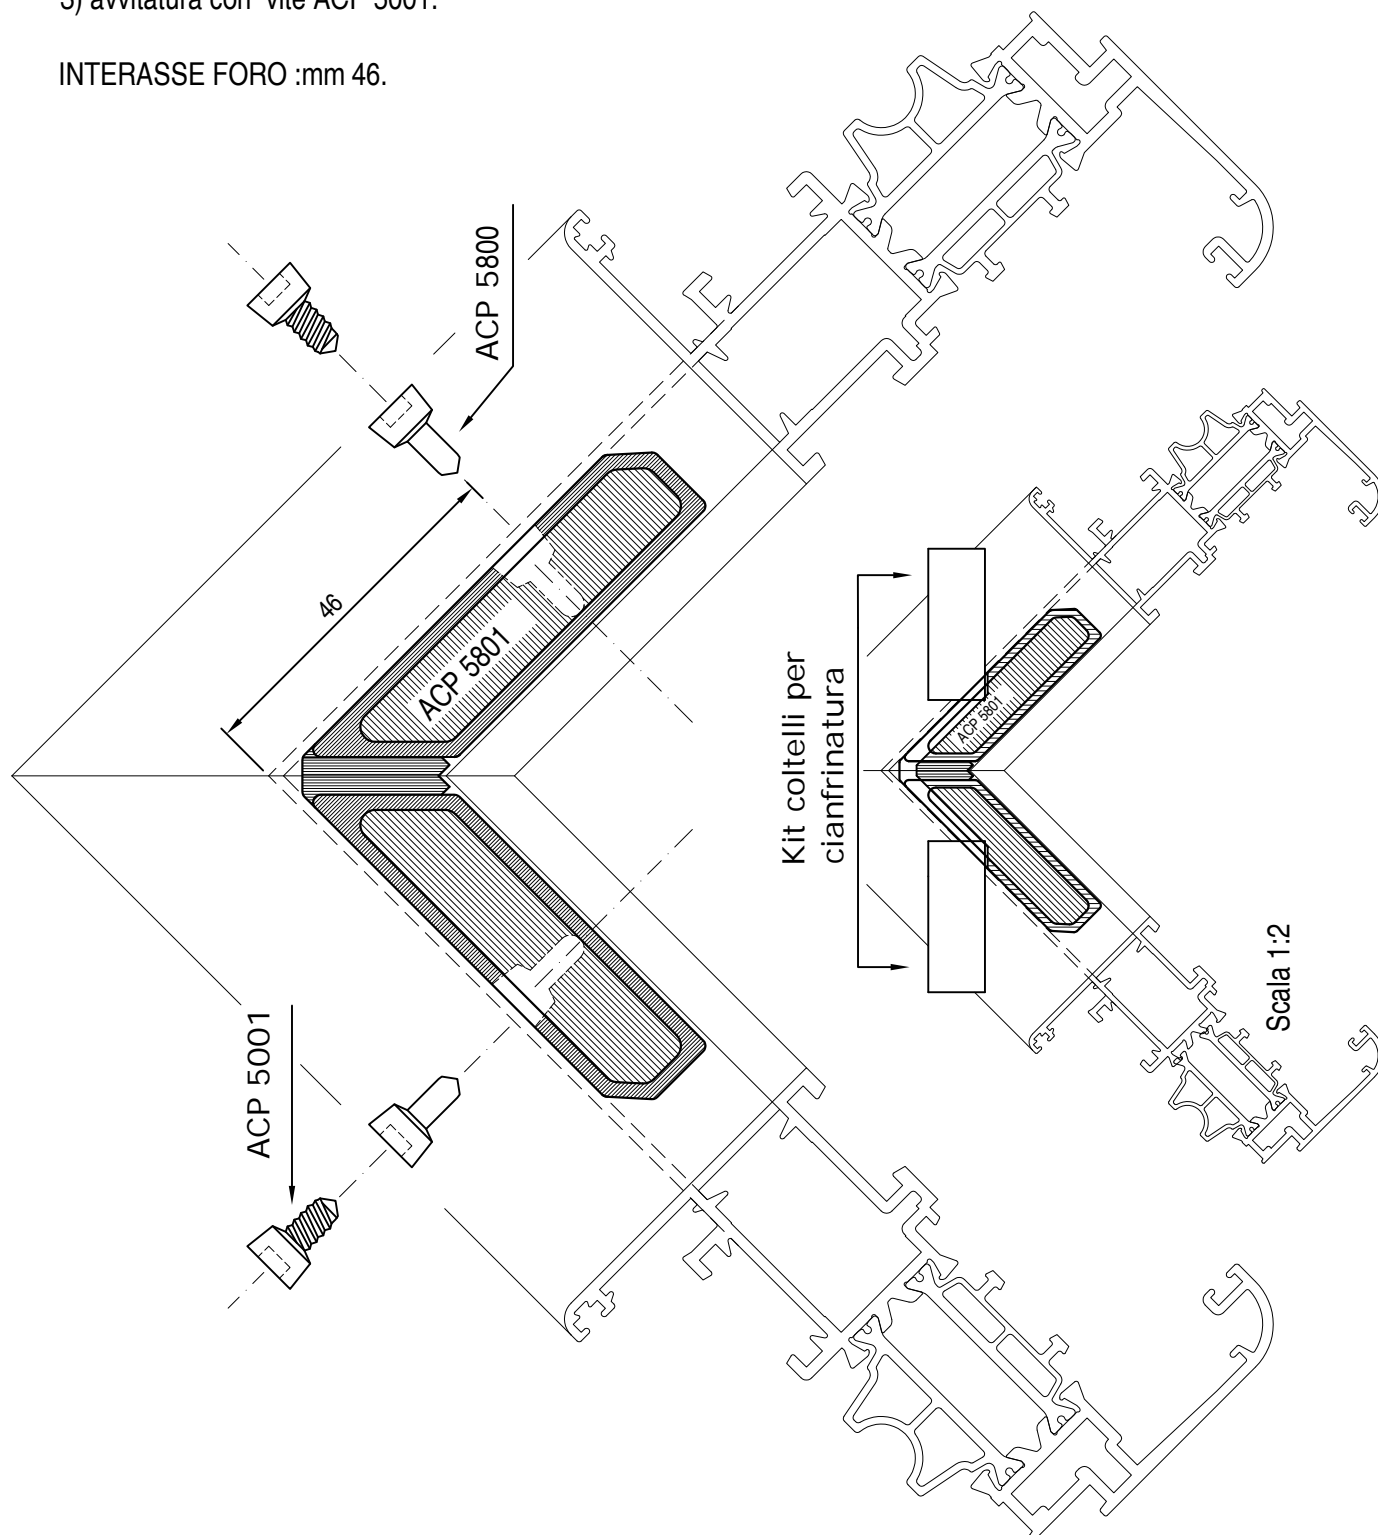 3) avvitatura con vite ACP 5001.
INTERASSE FORO :mm 46.
ACP 5800
46
ACP 5801
ACP 5001
Kit coltelli per
cianfrinatura
ACP 5801
Scala 1:2